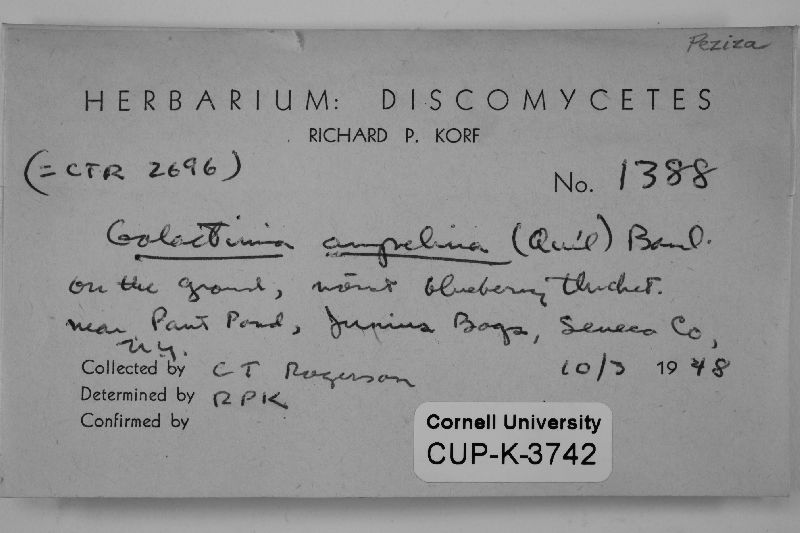 Peziza
HERBARIUM: DISCOMYCETES
RICHARD P. KORF
(= CTR 2696)
No. 1388
Galactinia ampelina (Quél) Boud.
on the ground, moist blueberry thicket.
near Pout Pond, Junius Bogs, Seneca Co,
N.Y.
Collected by CT Rogerson 10/3 1948
Determined by RPK
Confirmed by
Cornell University
CUP-K-3742